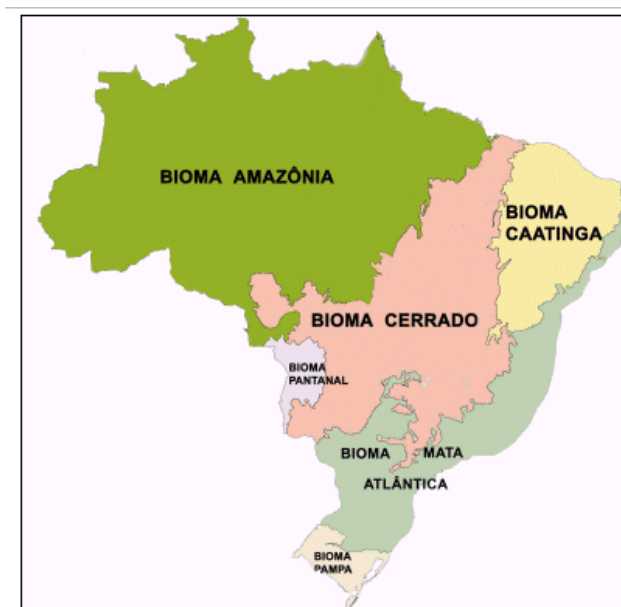 BIOMA AMAZÔNIA
BIOMA
CAATINGA
BIOMA CERRADO
BIOMA
PANTANAL
BIOMA MATA
ATLÂNTICA
BIOMA
PAMPA